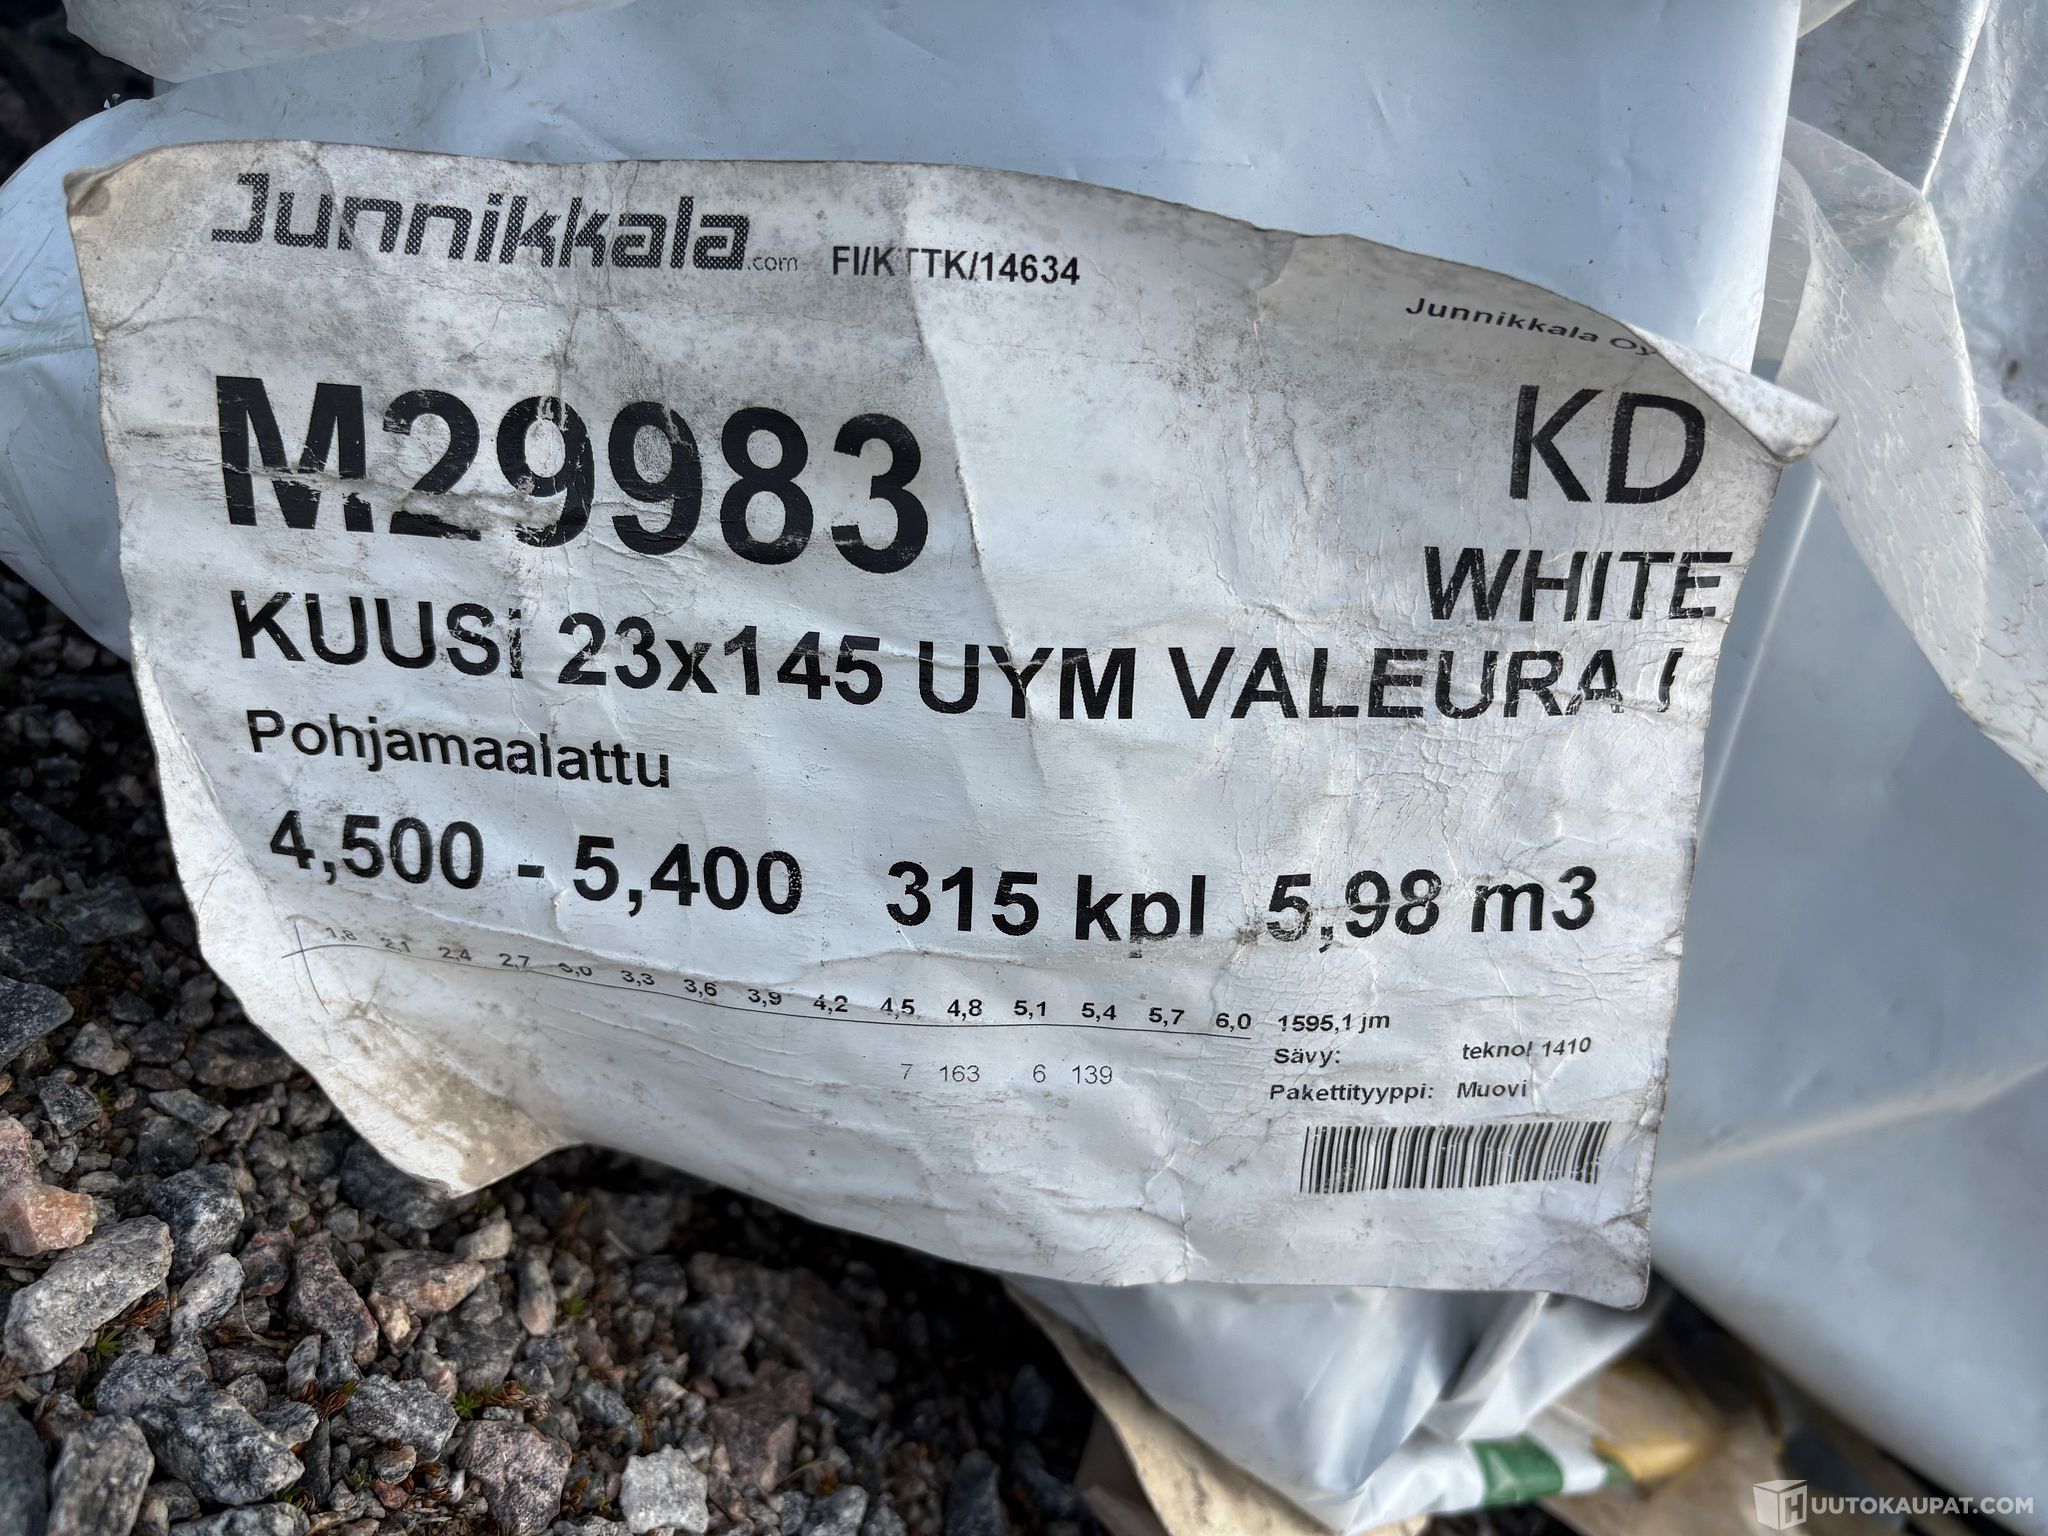 Junnikkala.com FI/KTTK/14634
Junnikkala Oy
M29983 KD
WHITE
KUUSi 23x145 UYM VALEURA
Pohjamaalattu
4,500 - 5,400 315 kpl 5,98 m3
1,8 2,1 2,4 2,7 3,0 3,3 3,6 3,9 4,2 4,5 4,8 5,1 5,4 5,7 6,0 1595,1 jm
7 163 6 139
Sävy: teknol 1410
Pakettityyppi: Muovi
HUUTOKAUPAT.COM